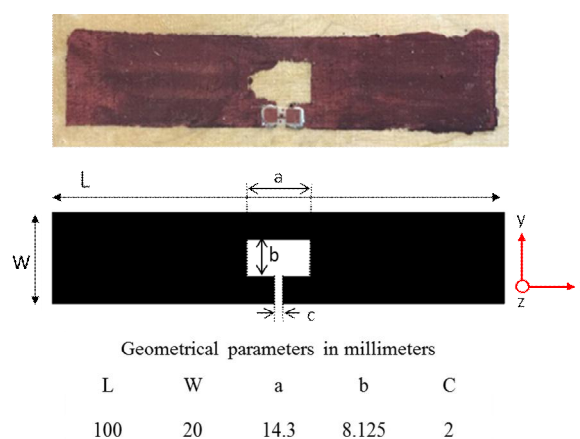 L
a
W
b
c
y
z
Geometrical parameters in millimeters
L W a b C
100 20 14.3 8.125 2